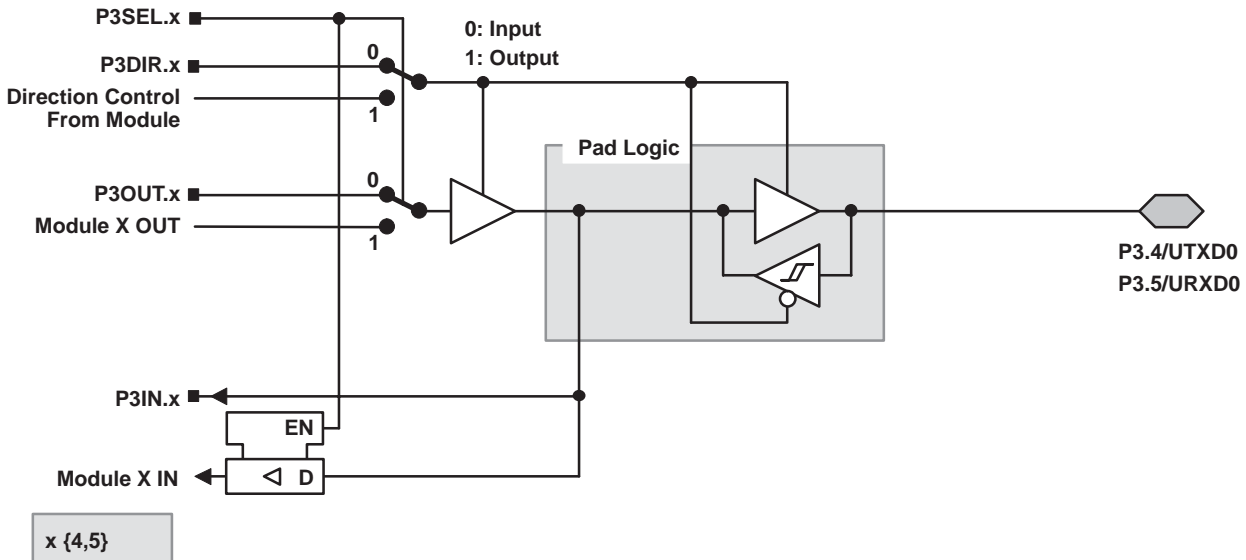 P3SEL.x
0: Input
1: Output
0
P3DIR.x
Direction Control
From Module
1
Pad Logic
0
P3OUT.x
Module X OUT
1
P3.4/UTXD0
P3.5/URXD0
P3IN.x
EN
Module X IN
D
x {4,5}